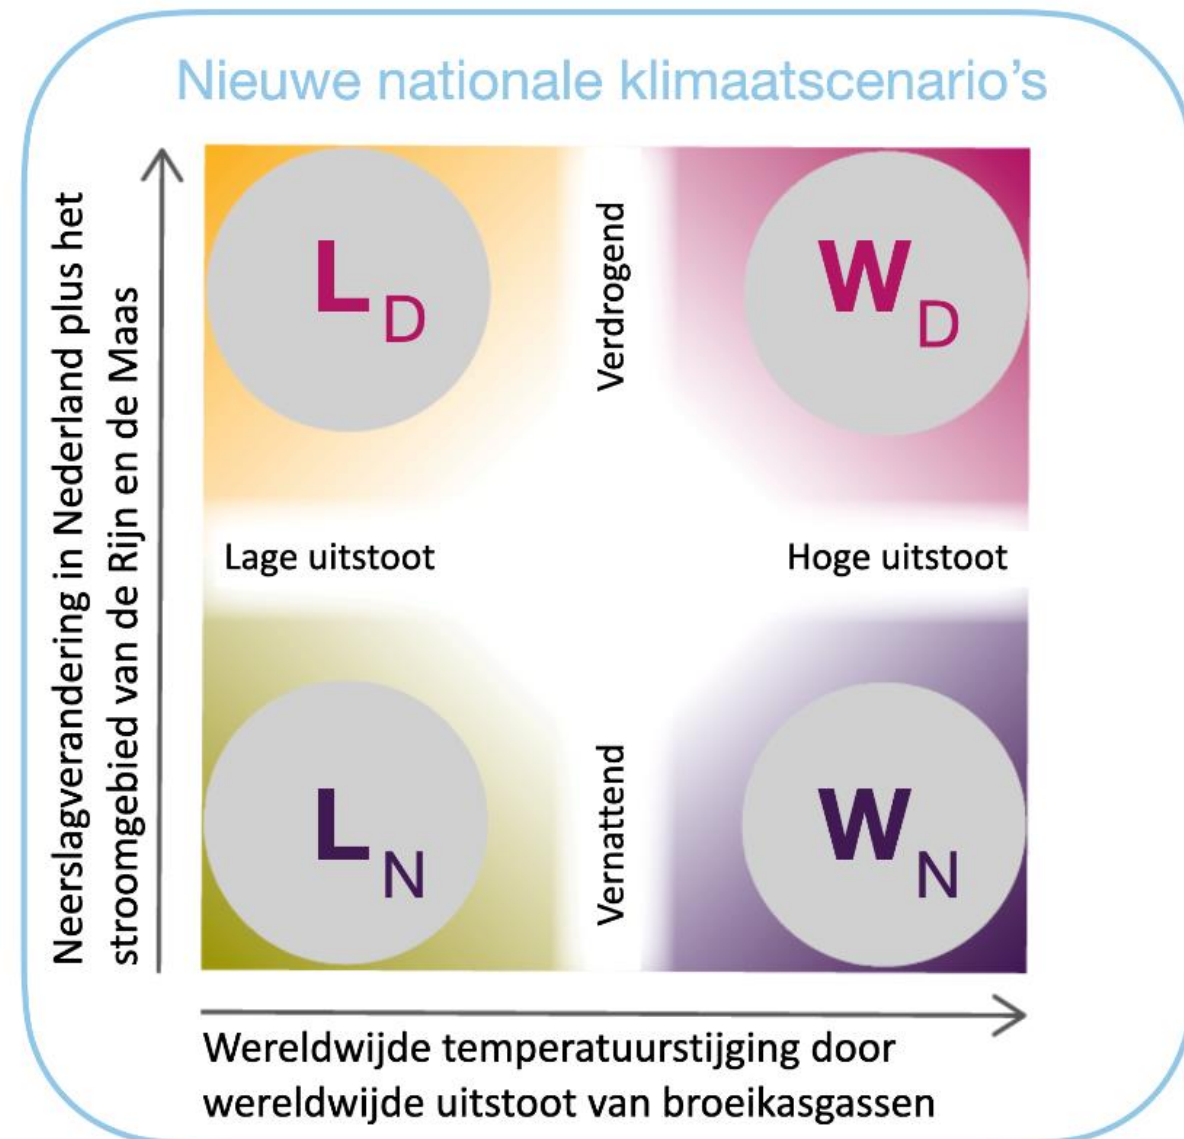 Nieuwe nationale klimaatscenario's
Neerslagverandering in Nederland plus het
stroomgebied van de Rijn en de Maas
L D
Verdrogend
W D
Lage uitstoot
Hoge uitstoot
L N
Vernattend
W N
Wereldwijde temperatuurstijging door
wereldwijde uitstoot van broeikasgassen